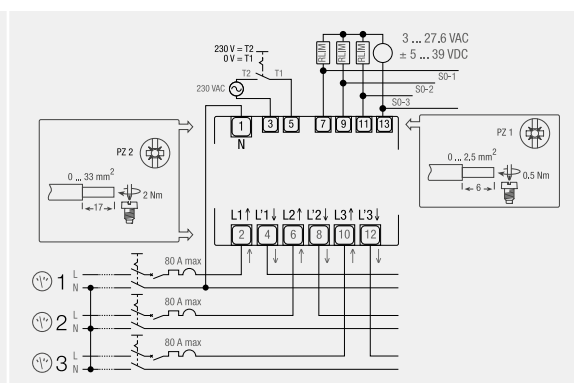 230 V = T2
0 V = T1
T2 T1
230 VAC
RLIM RLIM RLIM
3 ... 27.6 VAC
± 5 ... 39 VDC
S0-1
S0-2
S0-3
1 3 5 7 9 11 13
N
PZ 2
0 ... 33 mm²
2 Nm
17
PZ 1
0 ... 2,5 mm²
0.5 Nm
6
L1↑ L'1↓ L2↑ L'2↓ L3↑ L'3↓
2 4 6 8 10 12
80 A max
1 L
N
80 A max
2 L
N
80 A max
3 L
N